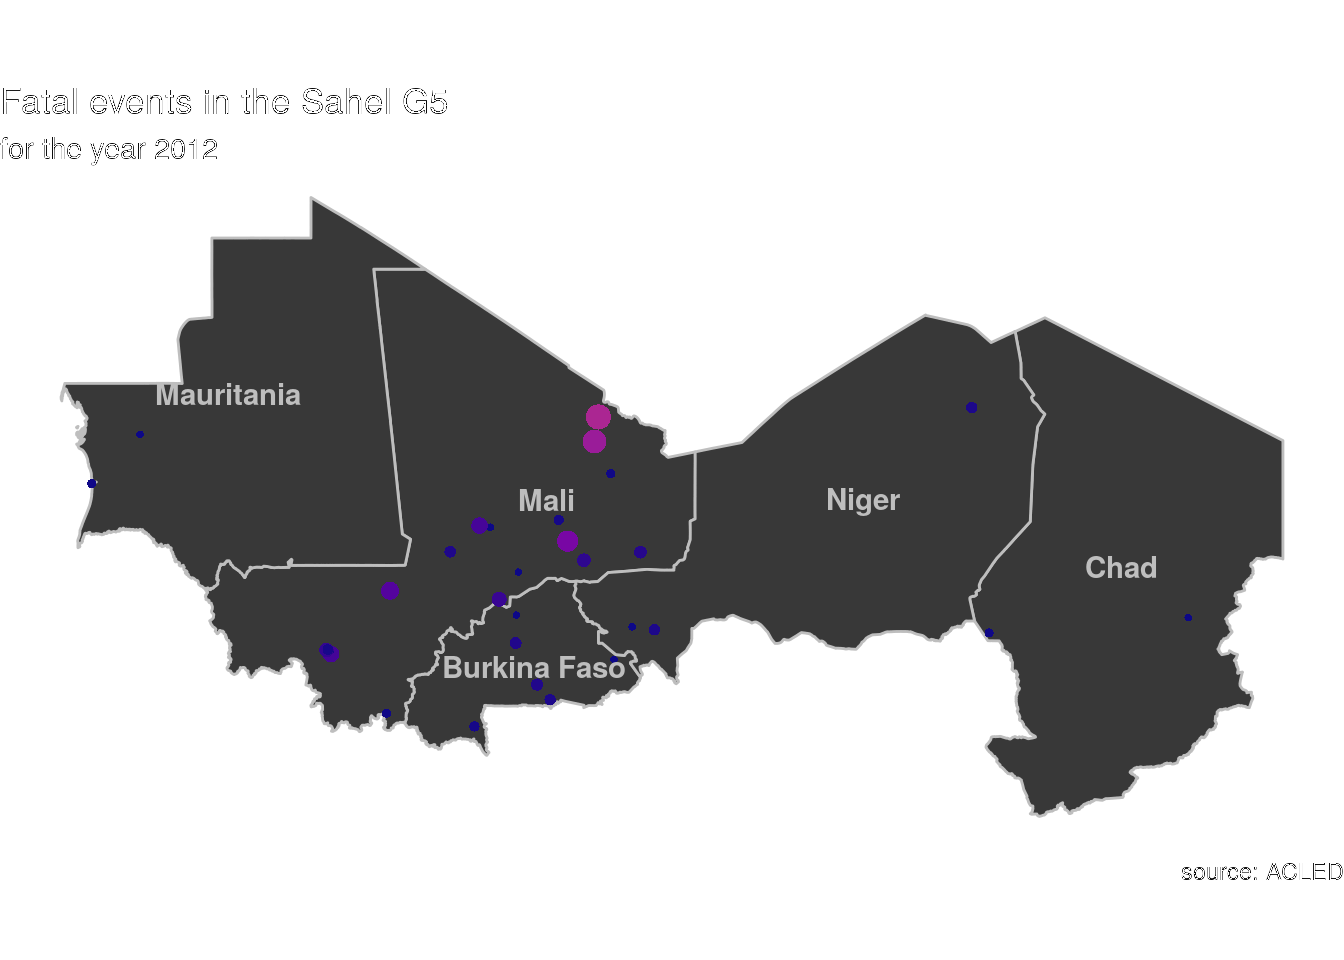 Fatal events in the Sahel G5
for the year 2012
Mauritania
Mali
Niger
Chad
Burkina Faso
source: ACLED